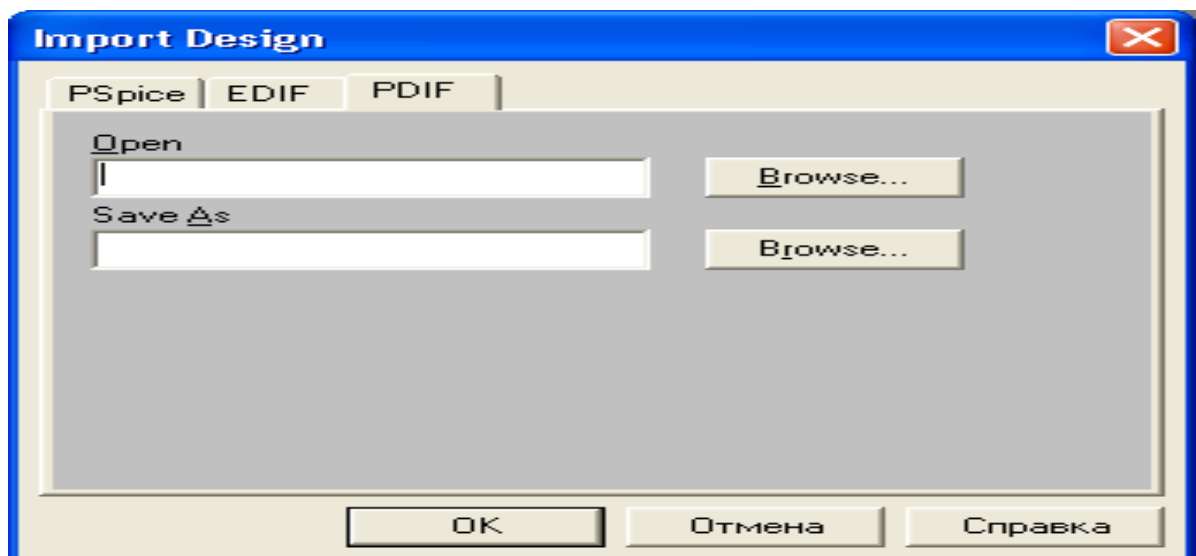 Import Design
PSpice EDIF PDIF
Open
Browse...
Save As
Browse...
OK Отмена Справка